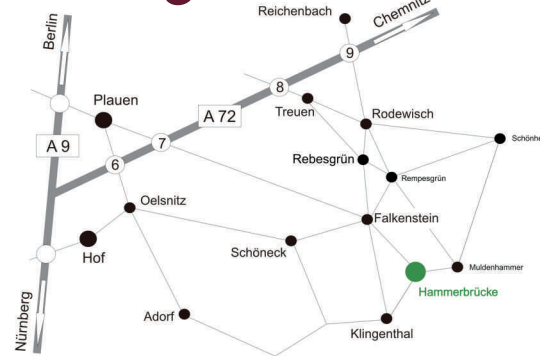 Reichenbach
Chemnitz
Berlin
9
8
Plauen
Treuen
A 72
Rodewisch
7
A 9
6
Rebesgrün
Rempesgrün
Oelsnitz
Falkenstein
Hof
Schöneck
Muldenhammer
Hammerbrücke
Nürnberg
Adorf
Klingenthal